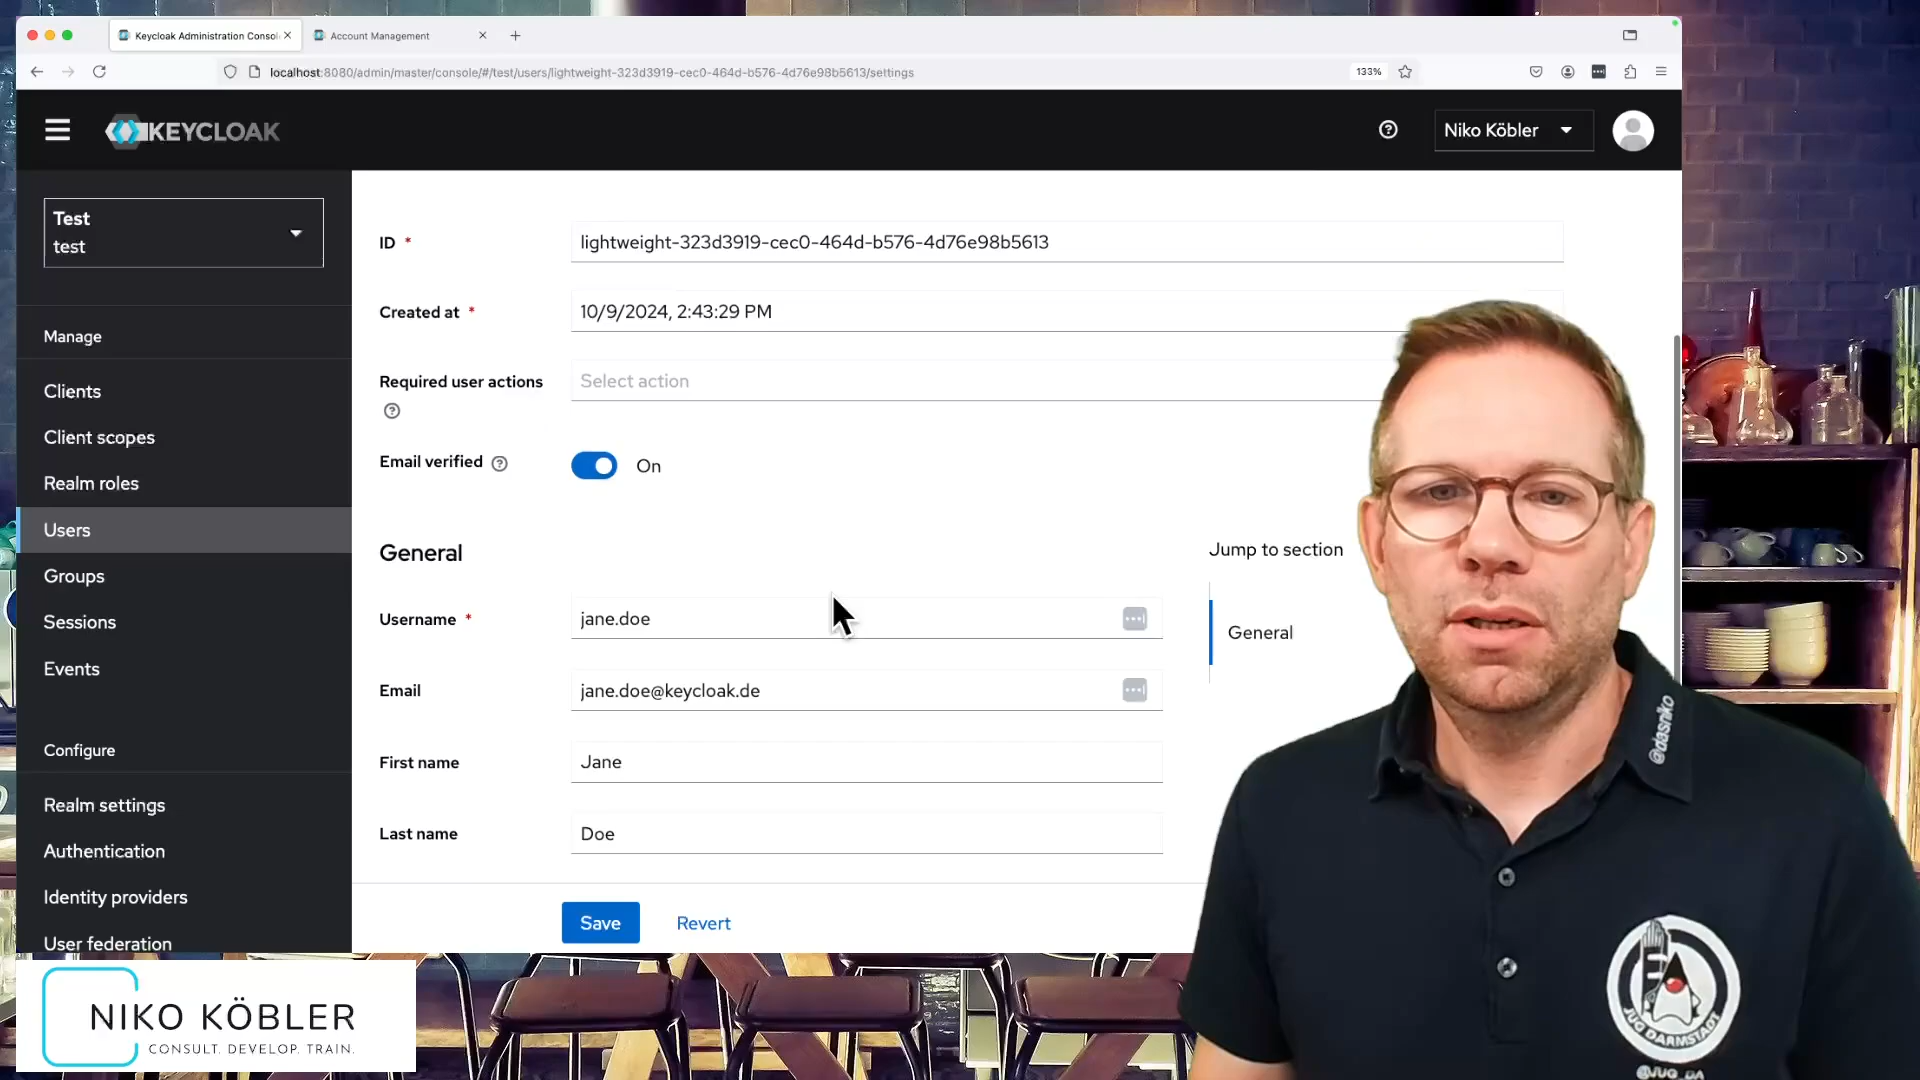 Keycloak Administration Consol
Account Management
localhost:8080/admin/master/console/#/test/users/lightweight-323d3919-cec0-464d-b576-4d76e98b5613/settings
133%
KEYCLOAK
Niko Köbler
Test
test
Manage
Clients
Client scopes
Realm roles
Users
Groups
Sessions
Events
Configure
Realm settings
Authentication
Identity providers
User federation
ID *
lightweight-323d3919-cec0-464d-b576-4d76e98b5613
Created at *
10/9/2024, 2:43:29 PM
Required user actions
Select action
Email verified
On
General
Jump to section
General
Username *
jane.doe
Email
jane.doe@keycloak.de
First name
Jane
Last name
Doe
Save
Revert
@dasniko
JUG DARMSTADT
@JUG_DA
NIKO KÖBLER
CONSULT. DEVELOP. TRAIN.